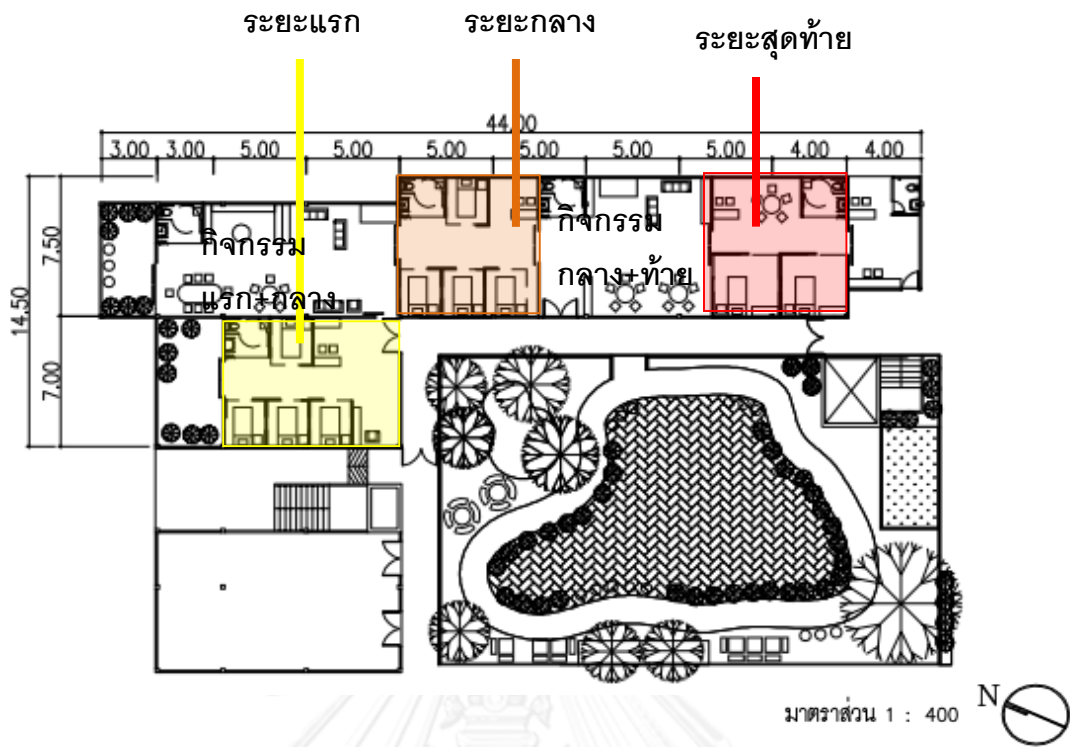 ระยะแรก
ระยะกลาง
ระยะสุดท้าย
44.00
3.00 3.00 5.00 5.00 5.00 5.00 5.00 5.00 4.00 4.00
7.50
14.50
7.00
กิจกรรม
แรก+กลาง
กิจกรรม
กลาง+ท้าย
มาตราส่วน 1 : 400
N